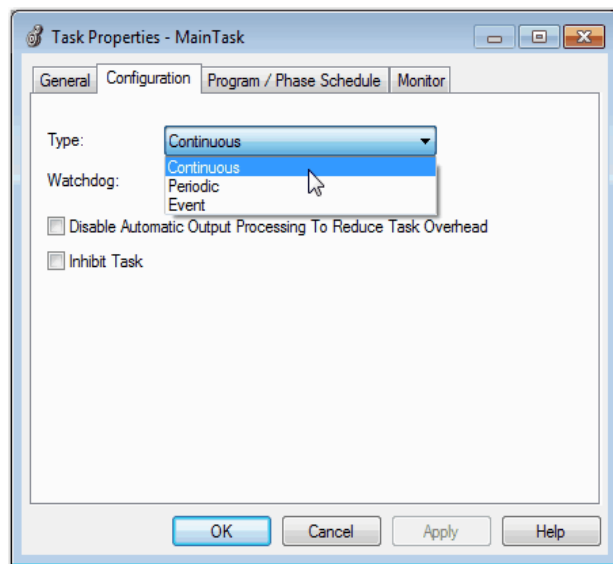 Task Properties - MainTask
General Configuration Program / Phase Schedule Monitor
Type: Continuous
Continuous
Watchdog:
Periodic
Event
Disable Automatic Output Processing To Reduce Task Overhead
Inhibit Task
OK Cancel Apply Help